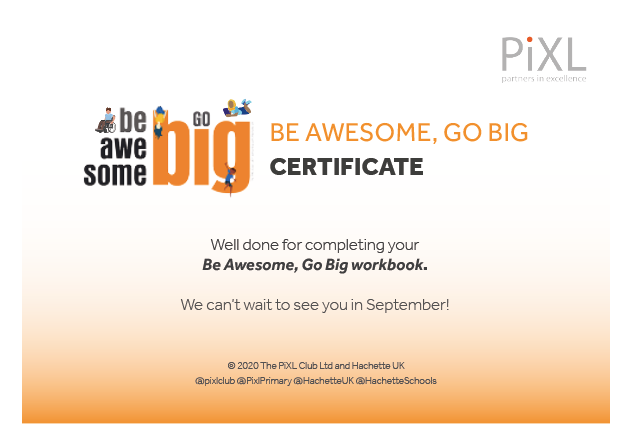 PiXL
partners in excellence
be
awe
some
GO
big
BE AWESOME, GO BIG
CERTIFICATE
Well done for completing your
Be Awesome, Go Big workbook.
We can't wait to see you in September!
© 2020 The PiXL Club Ltd and Hachette UK
@pixlclub @PixlPrimary @HachetteUK @HachetteSchools